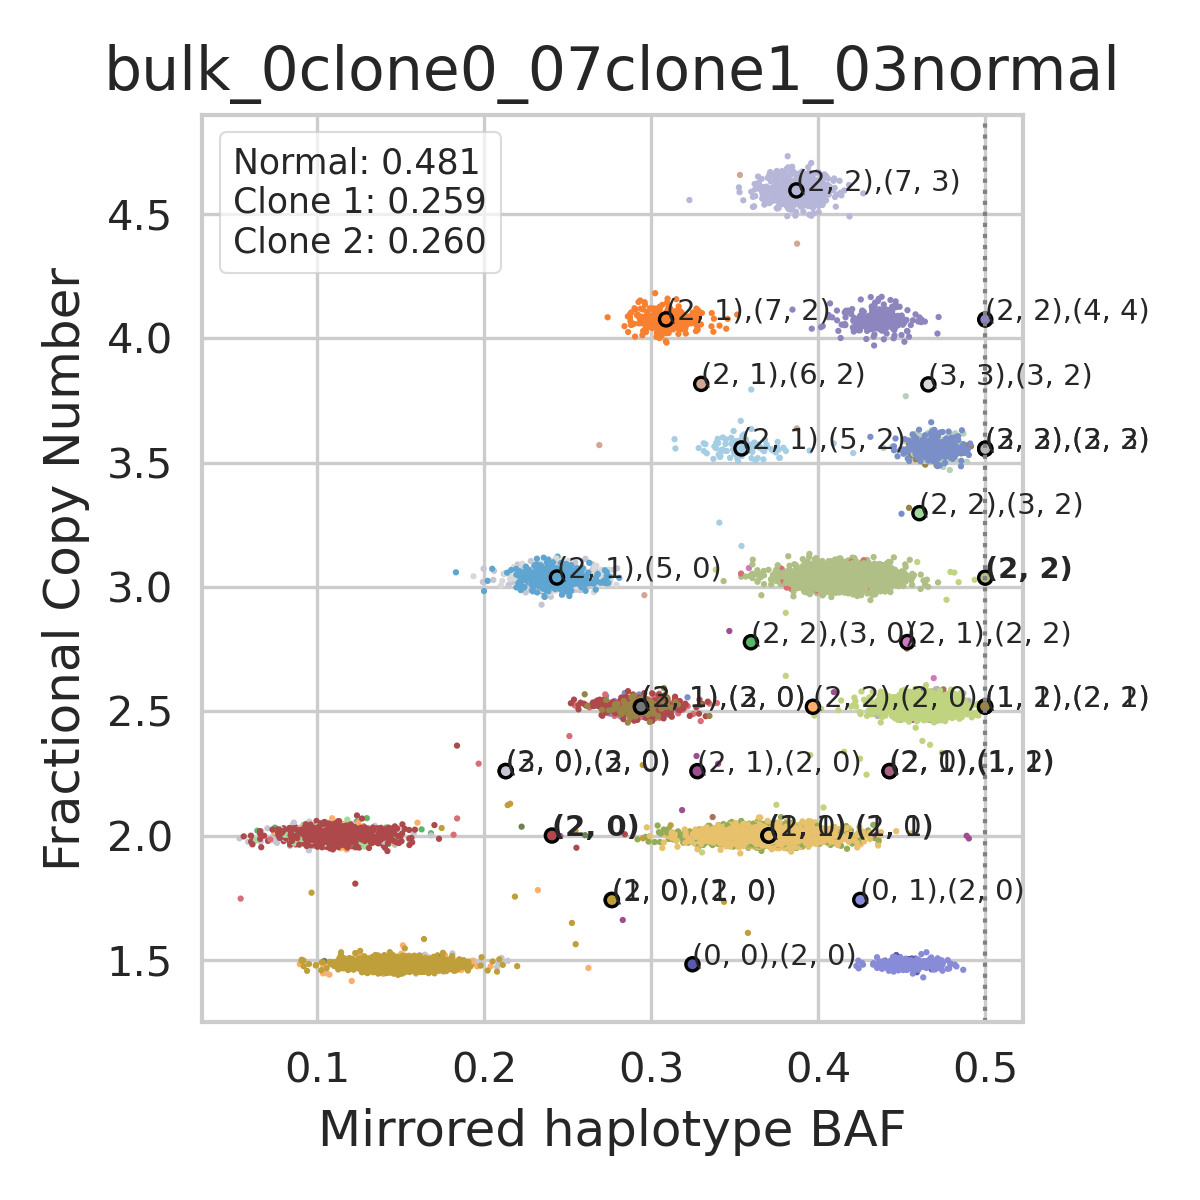 bulk_0clone0_07clone1_03normal
Normal: 0.481
Clone 1: 0.259
Clone 2: 0.260
Fractional Copy Number
4.5
4.0
3.5
3.0
2.5
2.0
1.5
(2, 2),(7, 3)
(2, 1),(7, 2)
(2, 2),(4, 4)
(2, 1),(6, 2)
(3, 3),(3, 2)
(2, 1),(5, 2)
(2, 2),(3, 2)
(2, 1),(5, 0)
(2, 2)
(2, 2),(3, 0)
(2, 1),(2, 2)
(2, 2),(2, 0)
(2, 1),(2, 0)
(2, 0)
(0, 1),(2, 0)
(0, 0),(2, 0)
0.1
0.2
0.3
0.4
0.5
Mirrored haplotype BAF